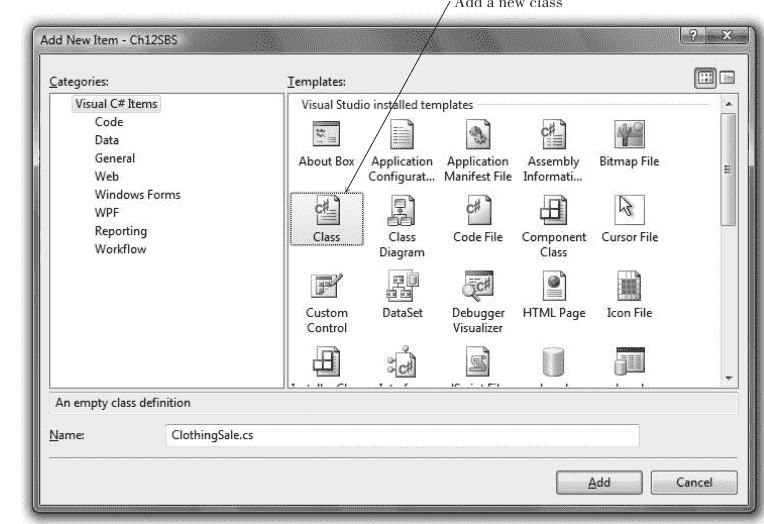 Add a new class
Add New Item - Ch12SBS
Categories:
Templates:
Visual C# Items
Code
Data
General
Web
Windows Forms
WPF
Reporting
Workflow
Visual Studio installed templates
About Box
Application
Configurat...
Application
Manifest File
Assembly
Informati...
Bitmap File
Class
Class
Diagram
Code File
Component
Class
Cursor File
Custom
Control
DataSet
Debugger
Visualizer
HTML Page
Icon File
An empty class definition
Name:
ClothingSale.cs
Add
Cancel